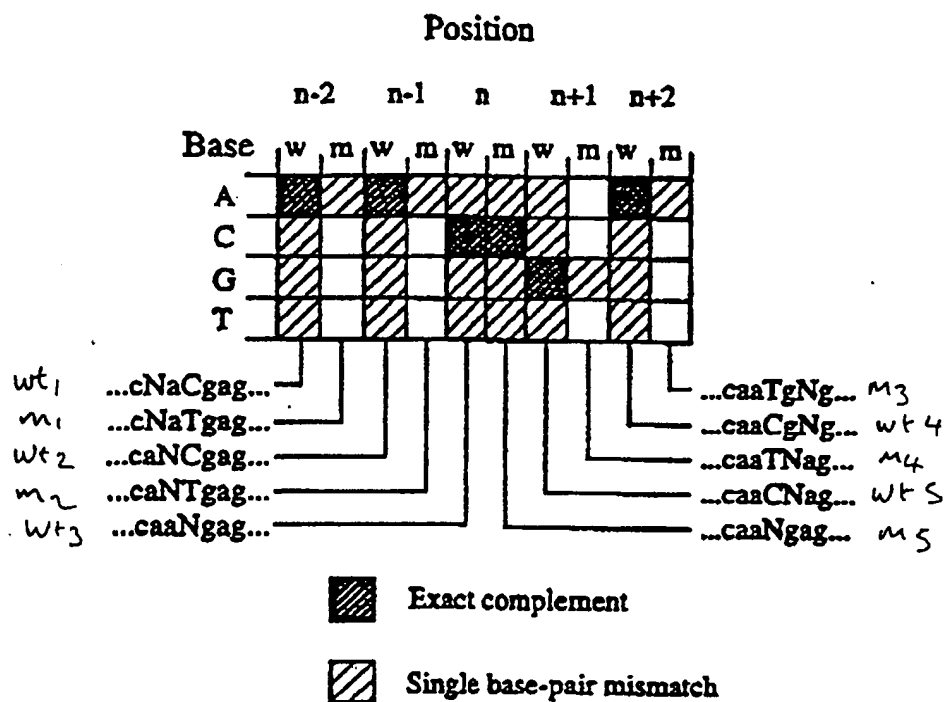 Position
n-2 n-1 n n+1 n+2
Base w m w m w m w m w m
A
C
G
T
wt1 ...cNaCgag...
m1 ...cNaTgag...
wt2 ...caNCgag...
m2 ...caNTgag...
wt3 ...caaNgag...
...caaTgNg... m3
...caaCgNg... wt4
...caaTNag... m4
...caaCNag... wt5
...caaNgag... m5
Exact complement
Single base-pair mismatch